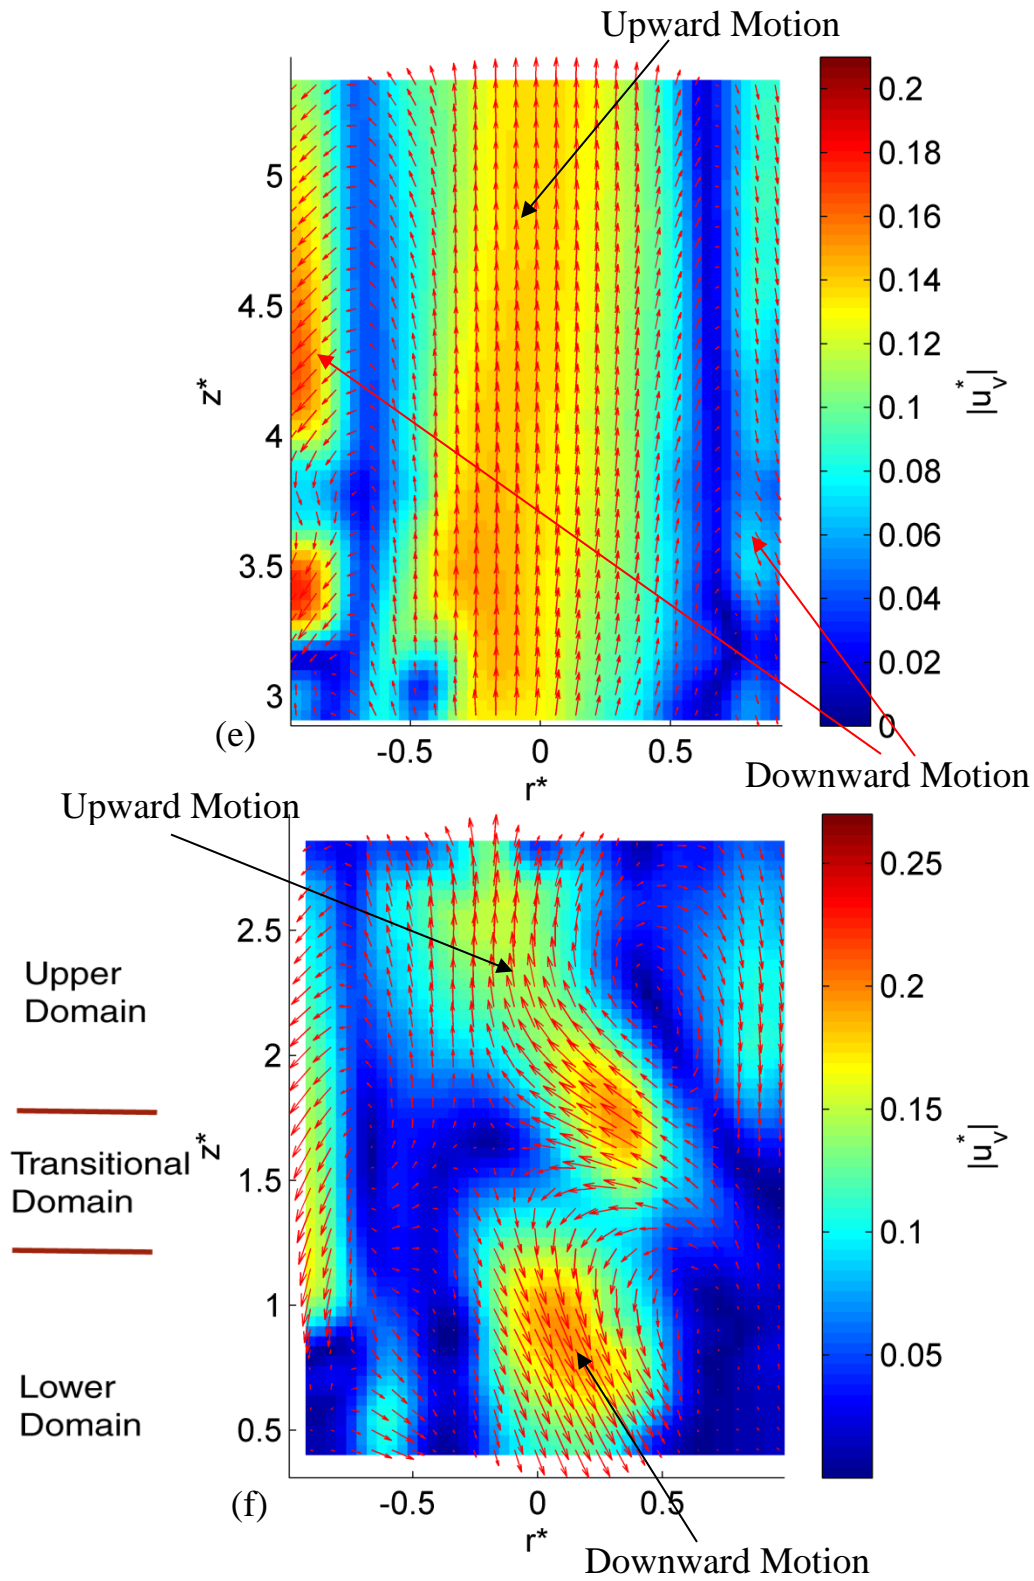 Upward Motion
0.2
5
0.18
0.16
4.5
0.14
0.12
z*
4
0.1
|u*v|
0.08
3.5
0.06
0.04
3
0.02
0
(e)
-0.5
0
0.5
r*
Downward Motion
Upward Motion
0.25
2.5
Upper
Domain
0.2
2
z*
0.15
|u*v|
Transitional
Domain
1.5
0.1
1
0.05
Lower
Domain
0.5
(f)
-0.5
0
0.5
r*
Downward Motion